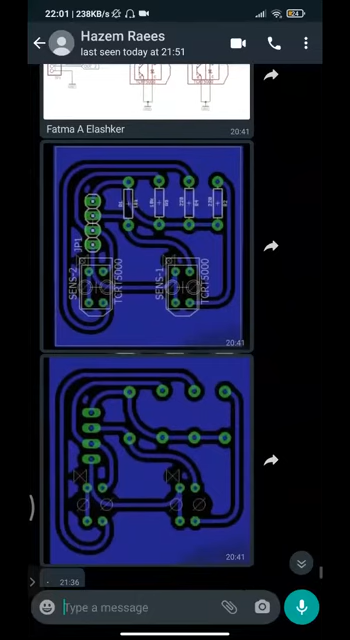 22:01 | 238KB/s
24
Hazem Raees
last seen today at 21:51
Fatma A Elashker
20:41
JP1
SENS-2
TCRT5000
SENS-1
TCRT5000
20:41
20:41
21:36
Type a message